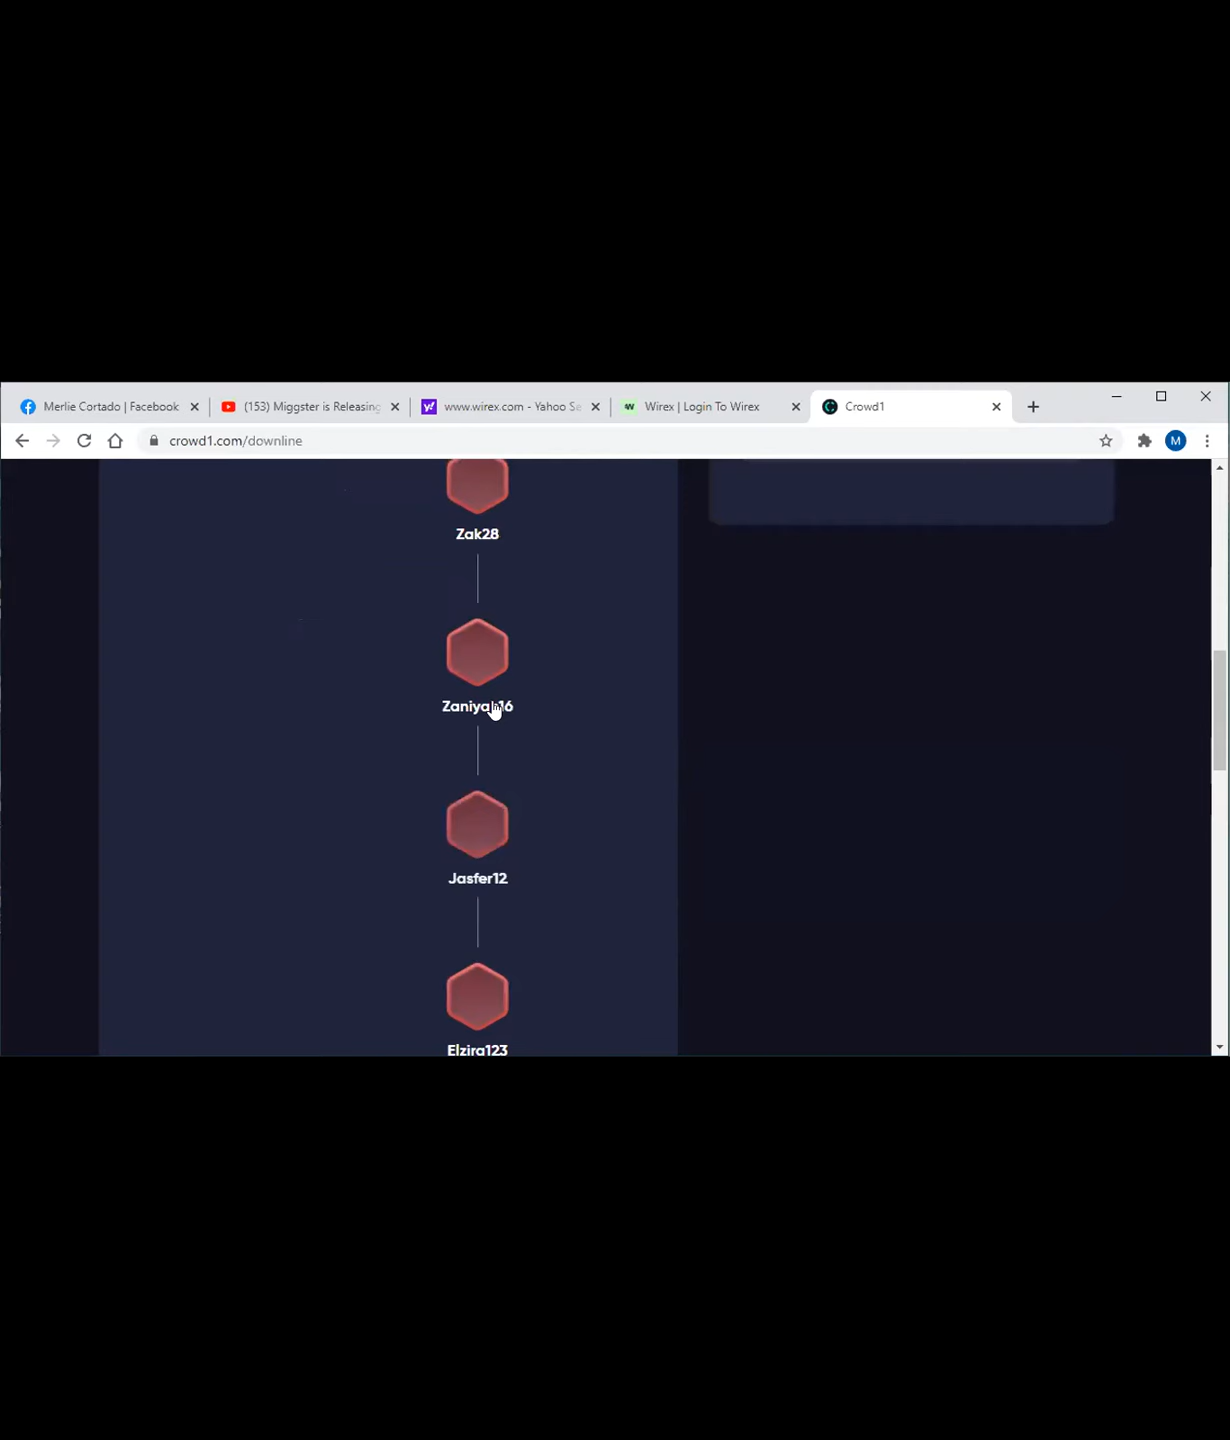 Merlie Cortado | Facebook
(153) Miggster is Releasing
www.wirex.com - Yahoo Se
Wirex | Login To Wirex
Crowd1
crowd1.com/downline
M
Zak28
Zaniyah16
Jasfer12
Elzira123